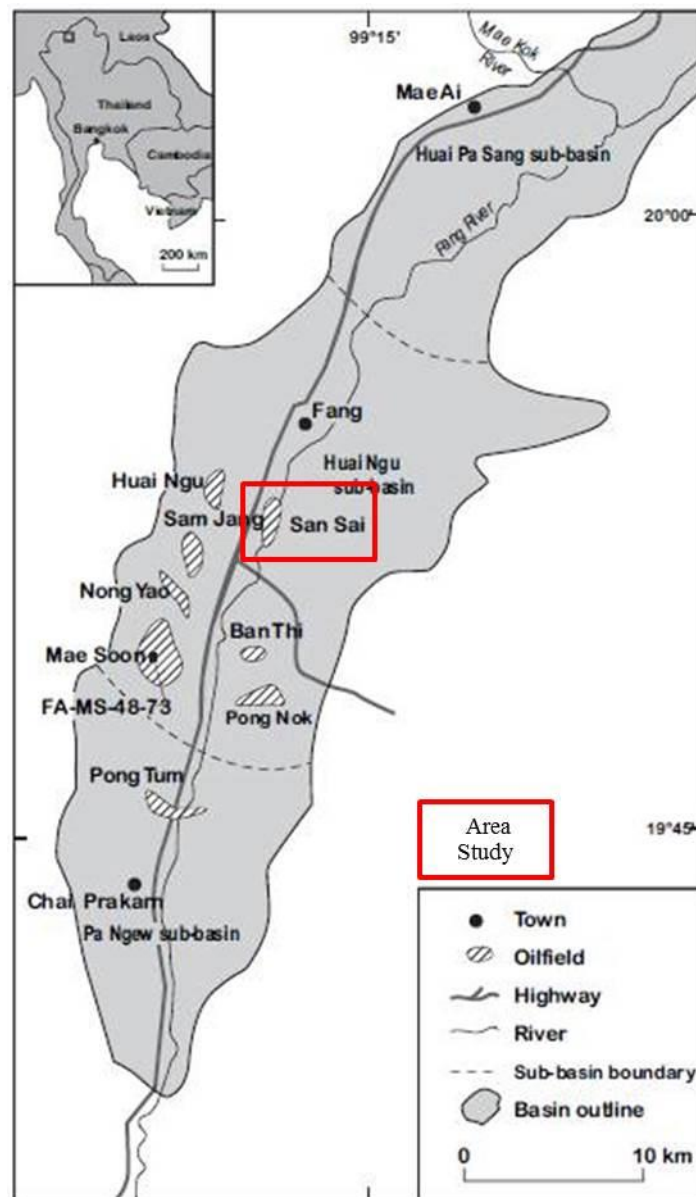 Laos
Thailand
Bangkok
Cambodia
Vietnam
200 km
99°15'
Mae Kok
River
Mae Ai
Huai Pa Sang sub-basin
Fang River
20°00'
Fang
Huai Ngu
sub-basin
Huai Ngu
Sam Jang
San Sai
Nong Yao
Ban Thi
Mae Soon
FA-MS-48-73
Pong Nok
Pong Tum
Area
Study
19°45'
Chai Prakarn
Pa Ngew sub-basin
Town
Oilfield
Highway
River
Sub-basin boundary
Basin outline
0 10 km